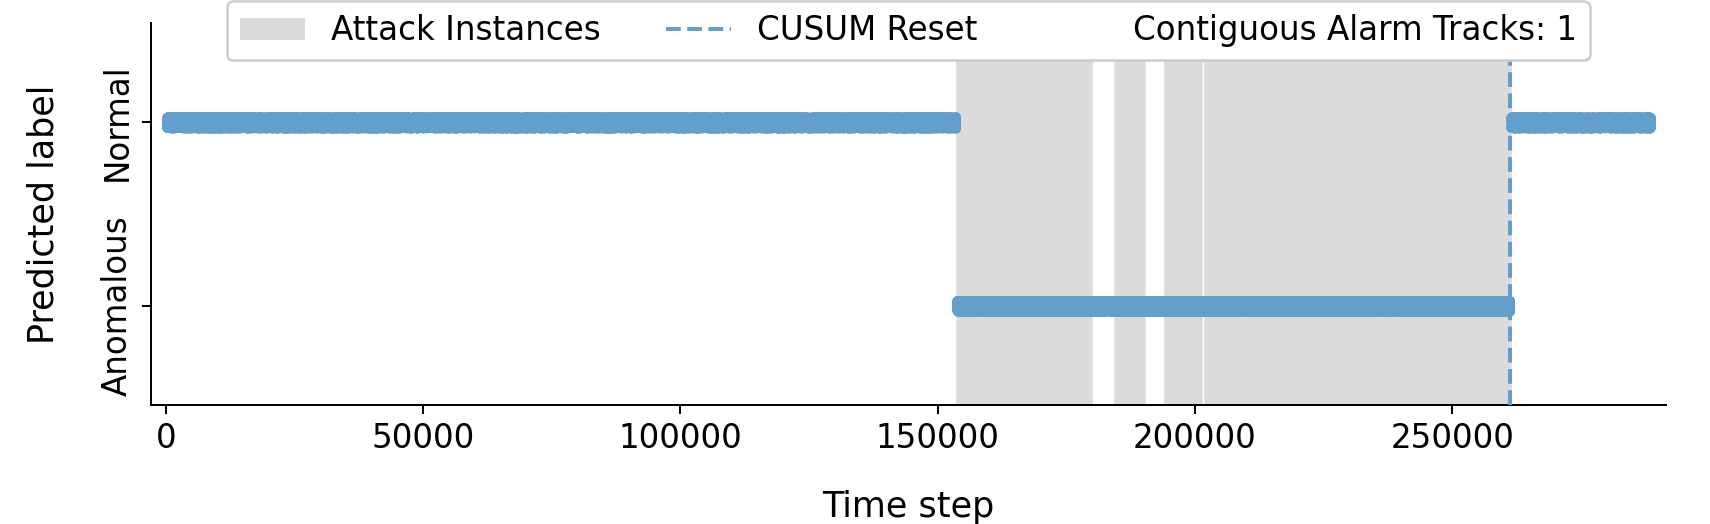 Attack Instances
CUSUM Reset
Contiguous Alarm Tracks: 1
Predicted label
Normal
Anomalous
0
50000
100000
150000
200000
250000
Time step